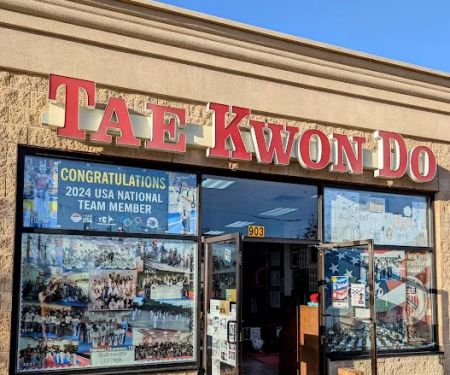 TAE KWON DO
CONGRATULATIONS
2024 USA NATIONAL
TEAM MEMBER
903